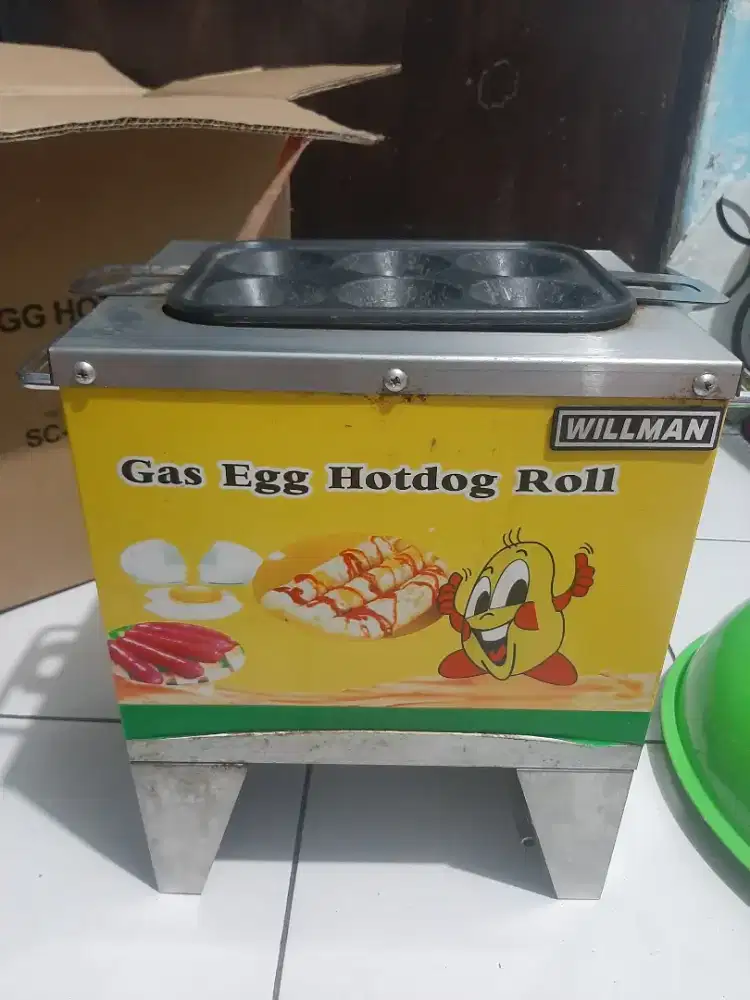 GG HO
SC-
WILLMAN
Gas Egg Hotdog Roll